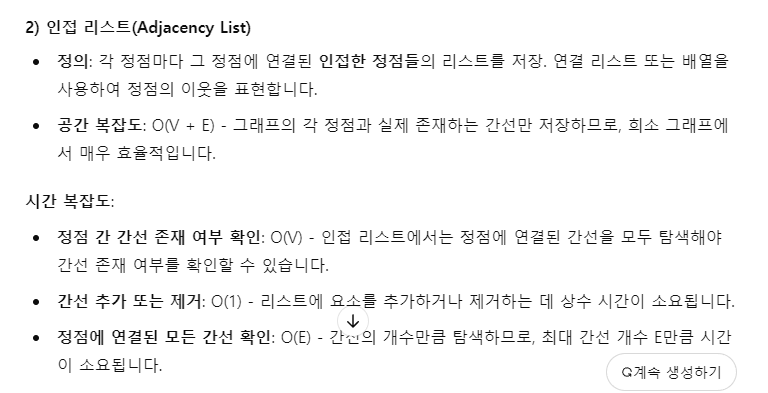 2) 인접 리스트(Adjacency List)
• 정의: 각 정점마다 그 정점에 연결된 인접한 정점들의 리스트를 저장. 연결 리스트 또는 배열을
사용하여 정점의 이웃을 표현합니다.
• 공간 복잡도: O(V + E) - 그래프의 각 정점과 실제 존재하는 간선만 저장하므로, 희소 그래프에
서 매우 효율적입니다.
시간 복잡도:
• 정점 간 간선 존재 여부 확인: O(V) - 인접 리스트에서는 정점에 연결된 간선을 모두 탐색해야
간선 존재 여부를 확인할 수 있습니다.
• 간선 추가 또는 제거: O(1) - 리스트에 요소를 추가하거나 제거하는 데 상수 시간이 소요됩니다.
• 정점에 연결된 모든 간선 확인: O(E) - 간선의 개수만큼 탐색하므로, 최대 간선 개수 E만큼 시간
이 소요됩니다.
계속 생성하기